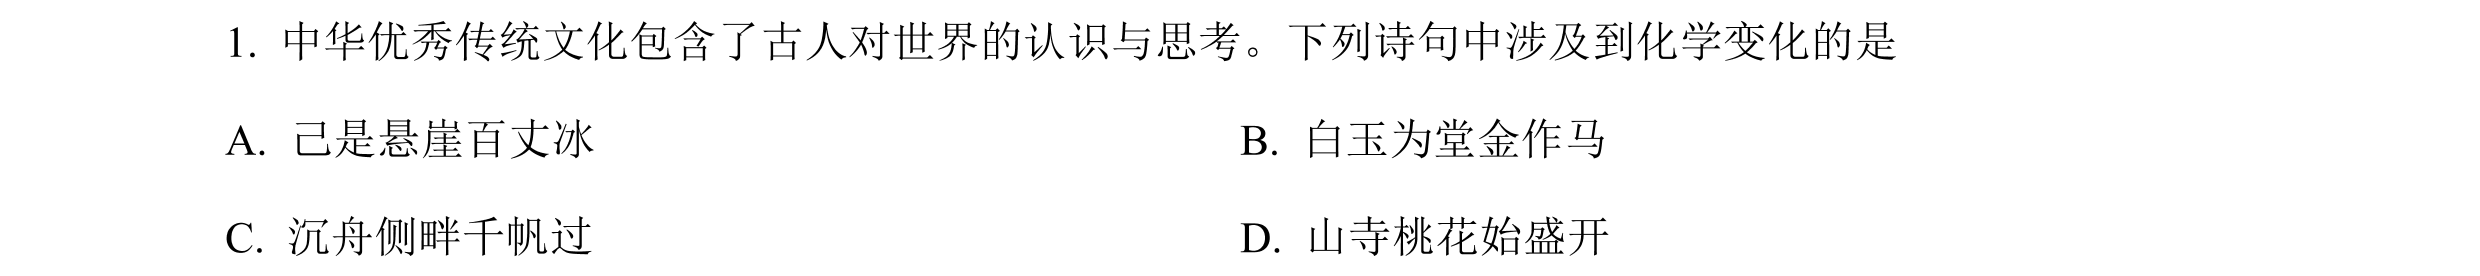 1. 中华优秀传统文化包含了古人对世界的认识与思考。下列诗句中涉及到化学变化的是
A. 己是悬崖百丈冰 B. 白玉为堂金作马
C. 沉舟侧畔千帆过 D. 山寺桃花始盛开